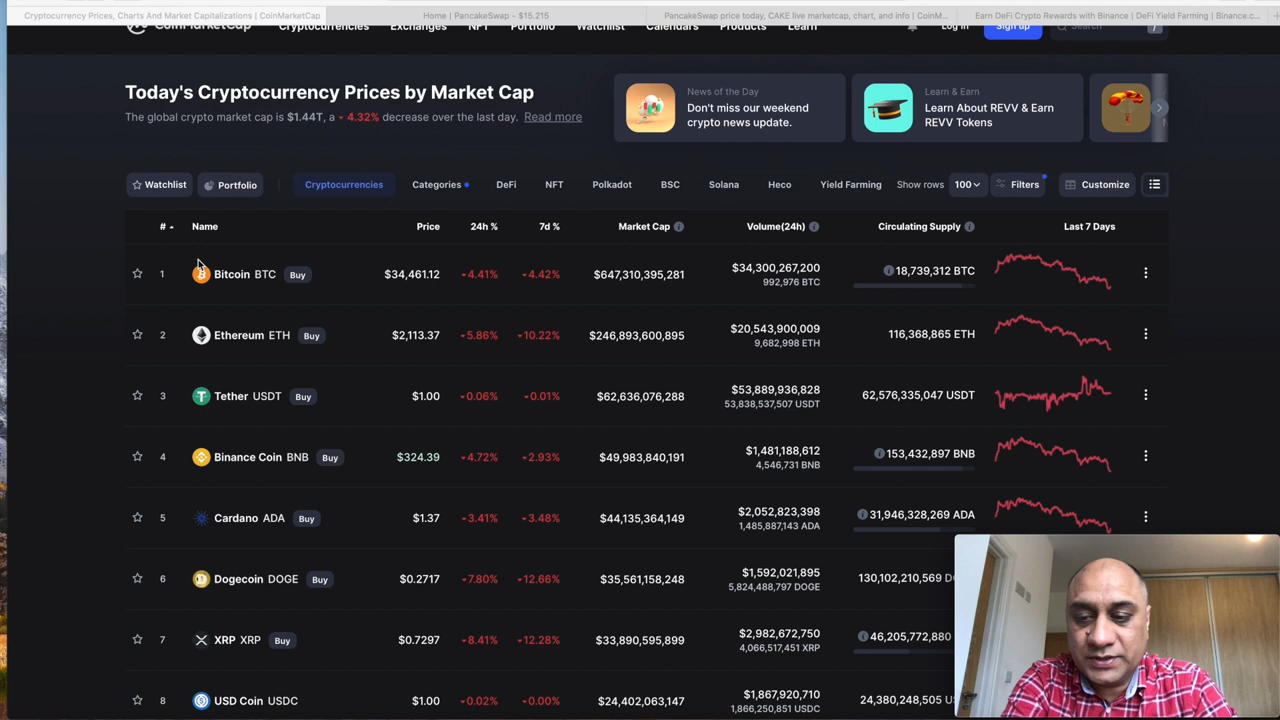 Cryptocurrency Prices, Charts And Market Capitalizations | CoinMarketCap
Home | PancakeSwap - $15.215
PancakeSwap price today, CAKE live marketcap, chart, and info | CoinM...
Earn DeFi Crypto Rewards with Binance | DeFi Yield Farming | Binance.c...
CoinMarketCap Cryptocurrencies Exchanges NFT Portfolio Watchlist Calendars Products Learn Log In Sign up Search /
Today's Cryptocurrency Prices by Market Cap
The global crypto market cap is $1.44T, a 4.32% decrease over the last day. Read more
News of the Day
Don't miss our weekend
crypto news update.
Learn & Earn
Learn About REVV & Earn
REVV Tokens
Watchlist Portfolio Cryptocurrencies Categories DeFi NFT Polkadot BSC Solana Heco Yield Farming Show rows 100 Filters Customize
# Name Price 24h % 7d % Market Cap Volume(24h) Circulating Supply Last 7 Days
1 Bitcoin BTC Buy $34,461.12 4.41% 4.42% $647,310,395,281 $34,300,267,200 18,739,312 BTC
992,976 BTC
2 Ethereum ETH Buy $2,113.37 5.86% 10.22% $246,893,600,895 $20,543,900,009 116,368,865 ETH
9,682,998 ETH
3 Tether USDT Buy $1.00 0.06% 0.01% $62,636,076,288 $53,889,936,828 62,576,335,047 USDT
53,838,537,507 USDT
4 Binance Coin BNB Buy $324.39 4.72% 2.93% $49,983,840,191 $1,481,188,612 153,432,897 BNB
4,546,731 BNB
5 Cardano ADA Buy $1.37 3.41% 3.48% $44,135,364,149 $2,052,823,398 31,946,328,269 ADA
1,485,887,143 ADA
6 Dogecoin DOGE Buy $0.2717 7.80% 12.66% $35,561,158,248 $1,592,021,895 130,102,210,569 D
5,824,488,797 DOGE
7 XRP XRP Buy $0.7297 8.41% 12.28% $33,890,595,899 $2,982,672,750 46,205,772,880
4,066,517,451 XRP
8 USD Coin USDC $1.00 0.02% 0.00% $24,402,063,147 $1,867,920,710 24,380,248,505 U
1,866,250,851 USDC